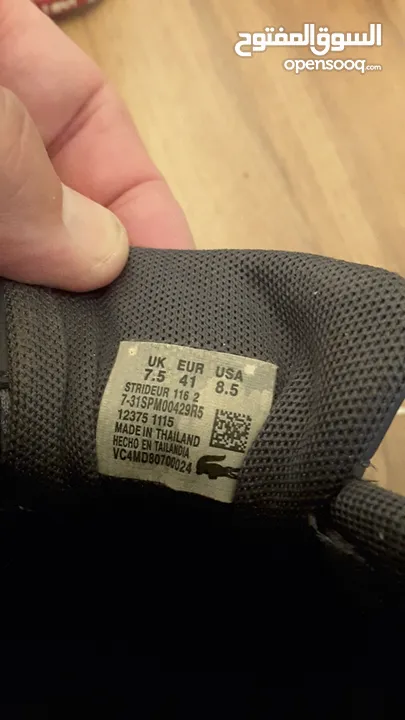 السوق المفتوح
opensooq.com
UK EUR USA
7.5 41 8.5
STRIDEUR 116 2
7-31SPM00429R5
12375 1115
MADE IN THAILAND
HECHO EN TAILANDIA
VC4MD80700024